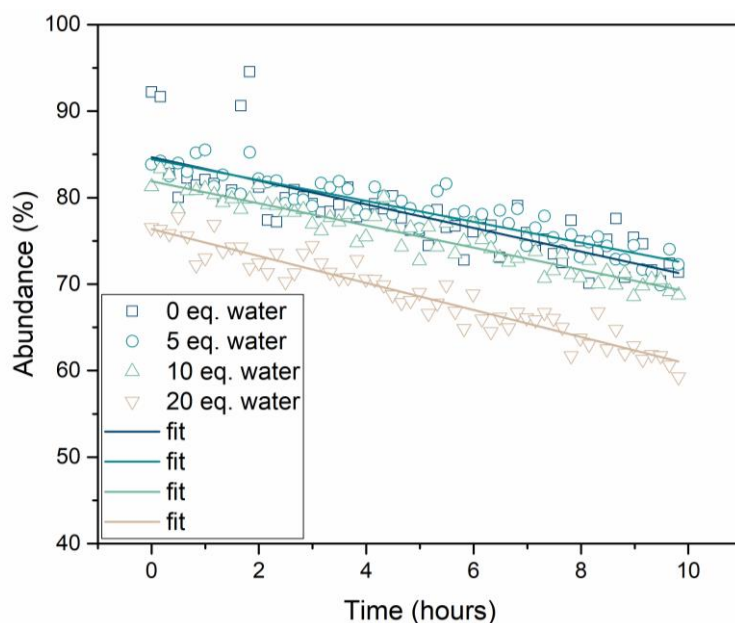 100
90
80
70
60
50
40
Abundance (%)
0 eq. water
5 eq. water
10 eq. water
20 eq. water
fit
fit
fit
fit
0
2
4
6
8
10
Time (hours)